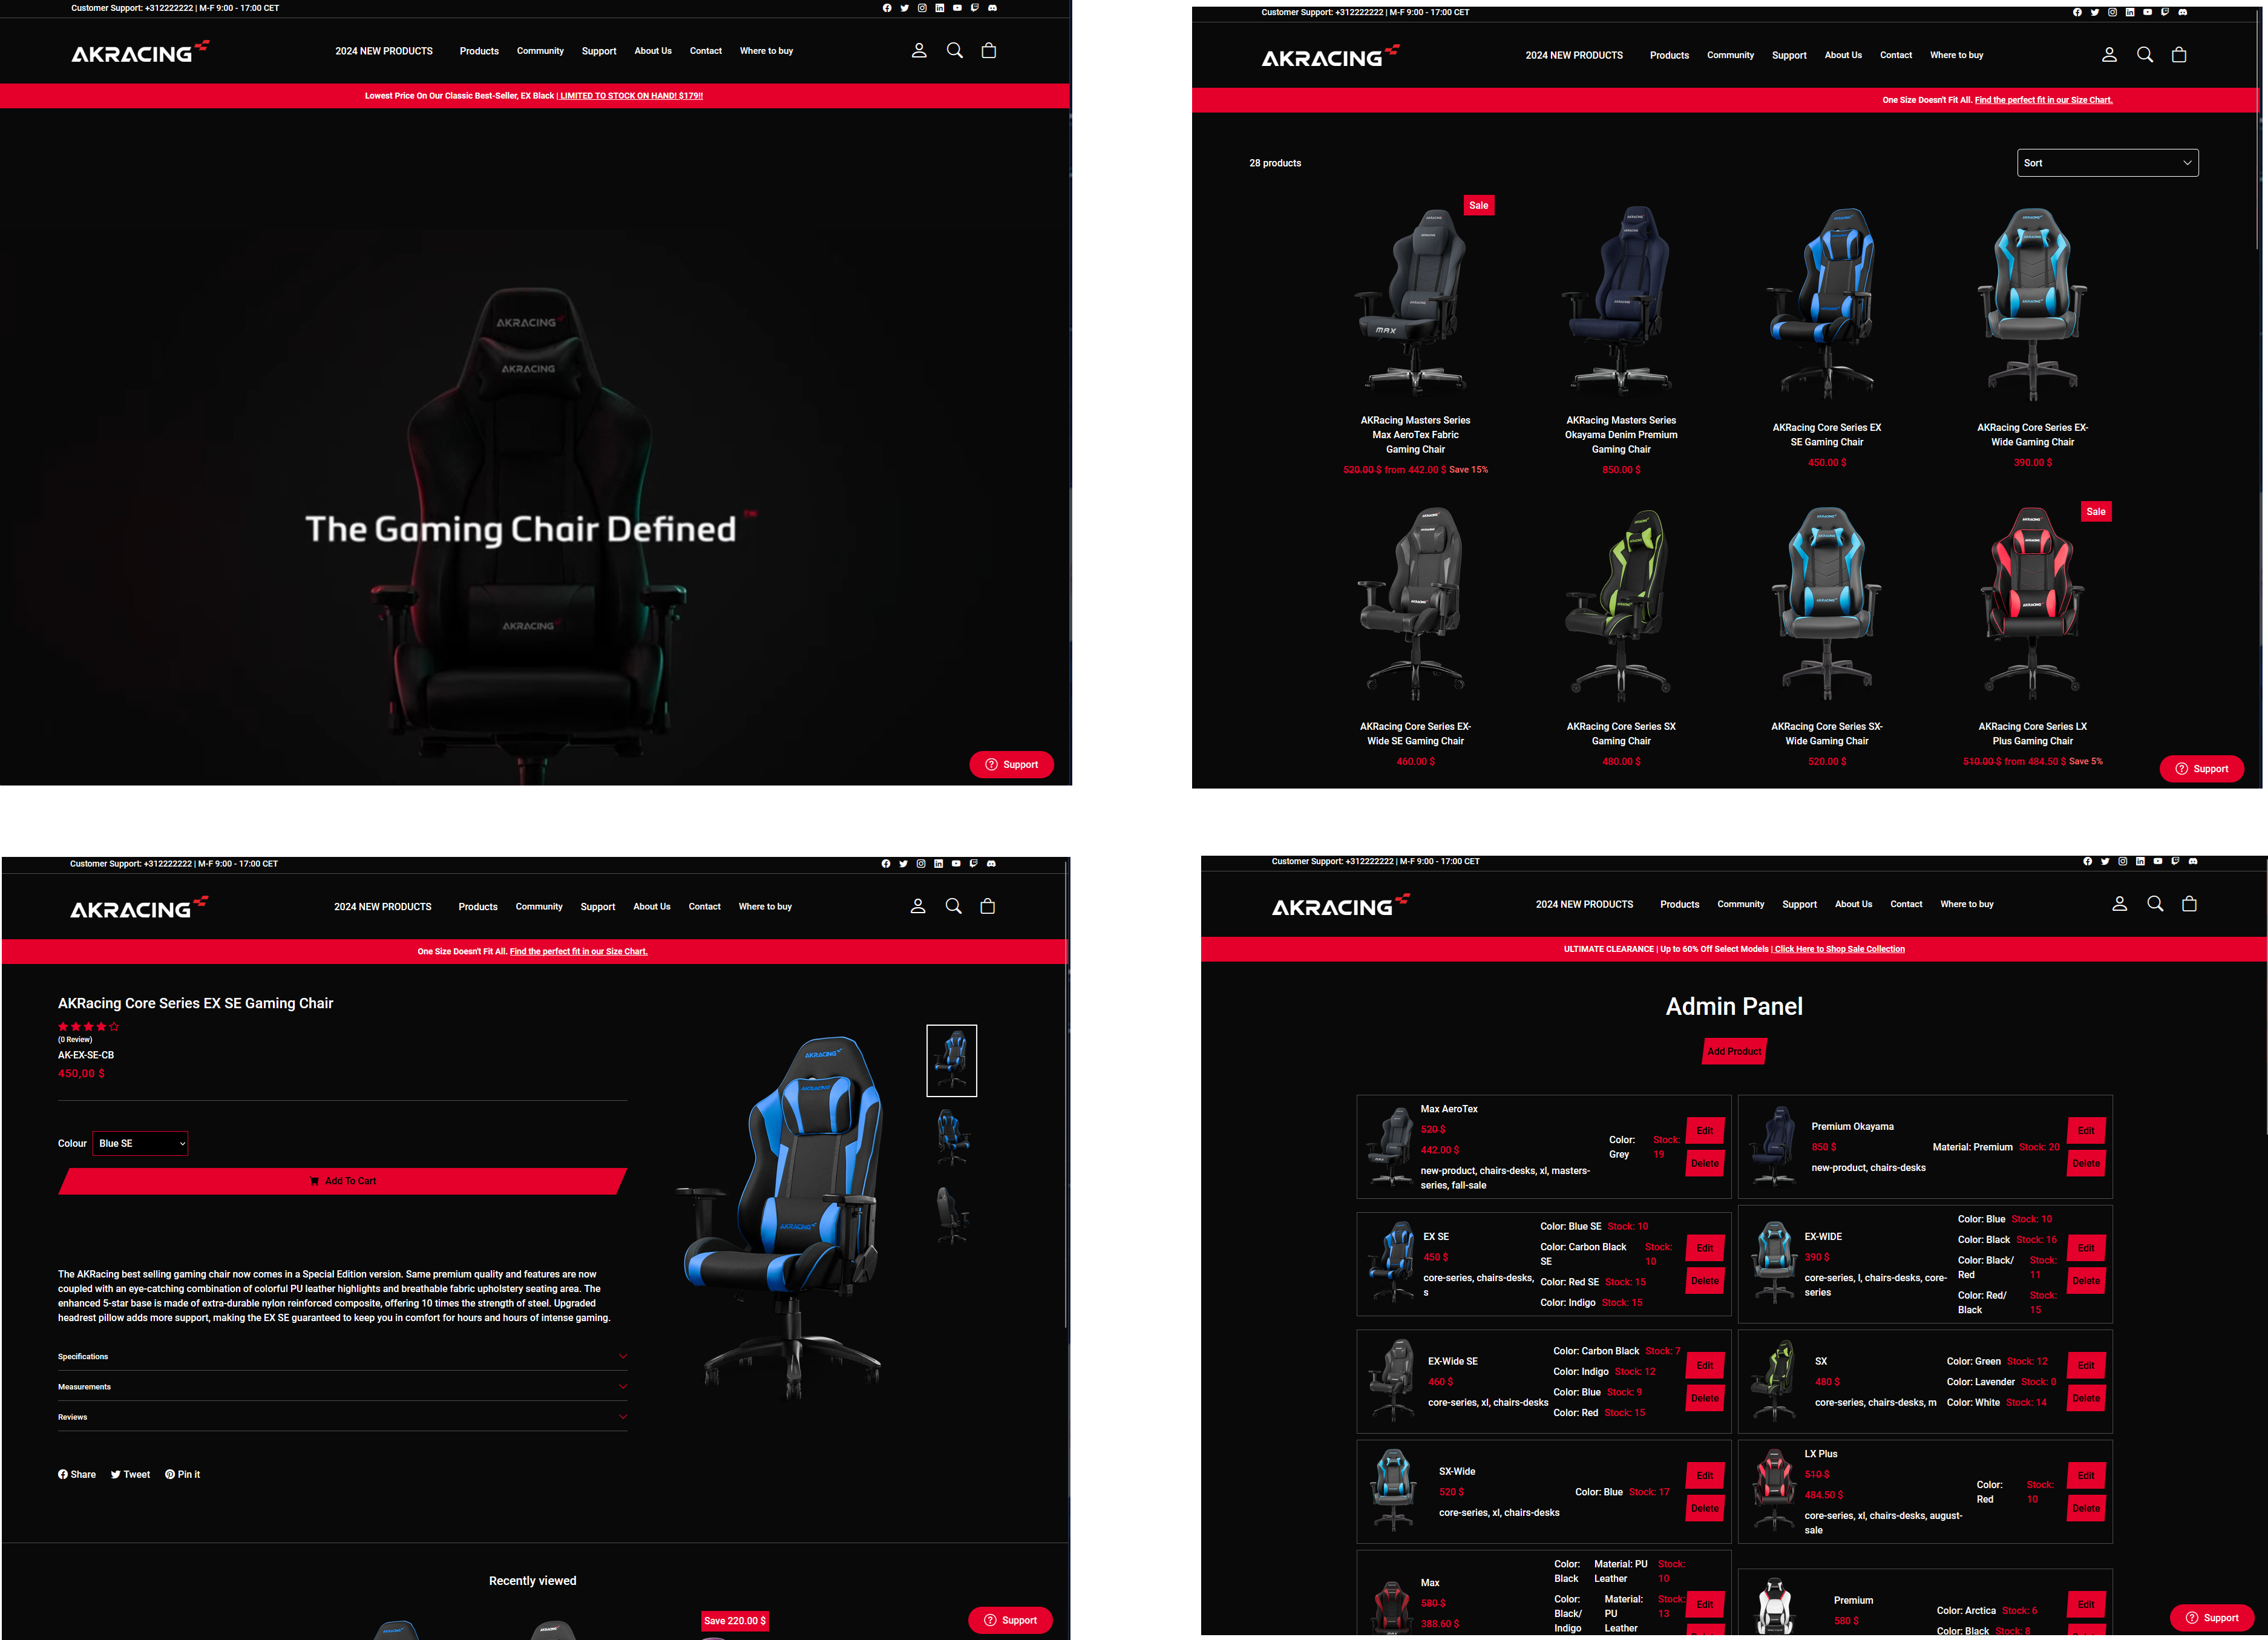 Customer Support: +312222222 | M-F 9:00 - 17:00 CET
AKRACING
2024 NEW PRODUCTS Products Community Support About Us Contact Where to buy
Lowest Price On Our Classic Best-Seller, EX Black | LIMITED TO STOCK ON HAND! $179!!
AKRACING
AKRACING
The Gaming Chair Defined ™
AKRACING
Support
Customer Support: +312222222 | M-F 9:00 - 17:00 CET
AKRACING
2024 NEW PRODUCTS Products Community Support About Us Contact Where to buy
One Size Doesn't Fit All. Find the perfect fit in our Size Chart.
28 products
Sort
Sale
AKRacing Masters Series
Max AeroTex Fabric
Gaming Chair
520.00 $ from 442.00 $ Save 15%
AKRacing Masters Series
Okayama Denim Premium
Gaming Chair
850.00 $
AKRacing Core Series EX
SE Gaming Chair
450.00 $
AKRacing Core Series EX-
Wide Gaming Chair
390.00 $
Sale
AKRacing Core Series EX-
Wide SE Gaming Chair
460.00 $
AKRacing Core Series SX
Gaming Chair
480.00 $
AKRacing Core Series SX-
Wide Gaming Chair
520.00 $
AKRacing Core Series LX
Plus Gaming Chair
510.00 $ from 484.50 $ Save 5%
Support
Customer Support: +312222222 | M-F 9:00 - 17:00 CET
AKRACING
2024 NEW PRODUCTS Products Community Support About Us Contact Where to buy
One Size Doesn't Fit All. Find the perfect fit in our Size Chart.
AKRacing Core Series EX SE Gaming Chair
(0 Review)
AK-EX-SE-CB
450,00 $
Colour Blue SE
Add To Cart
The AKRacing best selling gaming chair now comes in a Special Edition version. Same premium quality and features are now
coupled with an eye-catching combination of colorful PU leather highlights and breathable fabric upholstery seating area. The
enhanced 5-star base is made of extra-durable nylon reinforced composite, offering 10 times the strength of steel. Upgraded
headrest pillow adds more support, making the EX SE guaranteed to keep you in comfort for hours and hours of intense gaming.
Specifications
Measurements
Reviews
Share Tweet Pin it
AKRACING
AKRACING
AKRACING
Recently viewed
Save 220.00 $
Support
Customer Support: +312222222 | M-F 9:00 - 17:00 CET
AKRACING
2024 NEW PRODUCTS Products Community Support About Us Contact Where to buy
ULTIMATE CLEARANCE | Up to 60% Off Select Models | Click Here to Shop Sale Collection
Admin Panel
Add Product
Max AeroTex
520 $
442.00 $
new-product, chairs-desks, xl, masters-
series, fall-sale
Color:
Grey
Stock:
19
Edit
Delete
Premium Okayama
850 $
new-product, chairs-desks
Material: Premium Stock: 20
Edit
Delete
EX SE
450 $
core-series, chairs-desks,
s
Color: Blue SE Stock: 10
Color: Carbon Black
SE
Stock:
10
Color: Red SE Stock: 15
Color: Indigo Stock: 15
Edit
Delete
EX-WIDE
390 $
core-series, l, chairs-desks, core-
series
Color: Blue Stock: 10
Color: Black Stock: 16
Color: Black/
Red
Stock:
11
Color: Red/
Black
Stock:
15
Edit
Delete
EX-Wide SE
460 $
core-series, xl, chairs-desks
Color: Carbon Black Stock: 7
Color: Indigo Stock: 12
Color: Blue Stock: 9
Color: Red Stock: 15
Edit
Delete
SX
480 $
core-series, chairs-desks, m
Color: Green Stock: 12
Color: Lavender Stock: 0
Color: White Stock: 14
Edit
Delete
SX-Wide
520 $
core-series, xl, chairs-desks
Color: Blue Stock: 17
Edit
Delete
LX Plus
510 $
484.50 $
core-series, xl, chairs-desks, august-
sale
Color:
Red
Stock:
10
Edit
Delete
Max
580 $
388.60 $
Color:
Black
Material: PU
Leather
Stock:
10
Color:
Black/
Indigo
Material:
PU
Leather
Stock:
13
Edit
Premium
580 $
Color: Arctica Stock: 6
Color: Black Stock: 8
Edit
Support